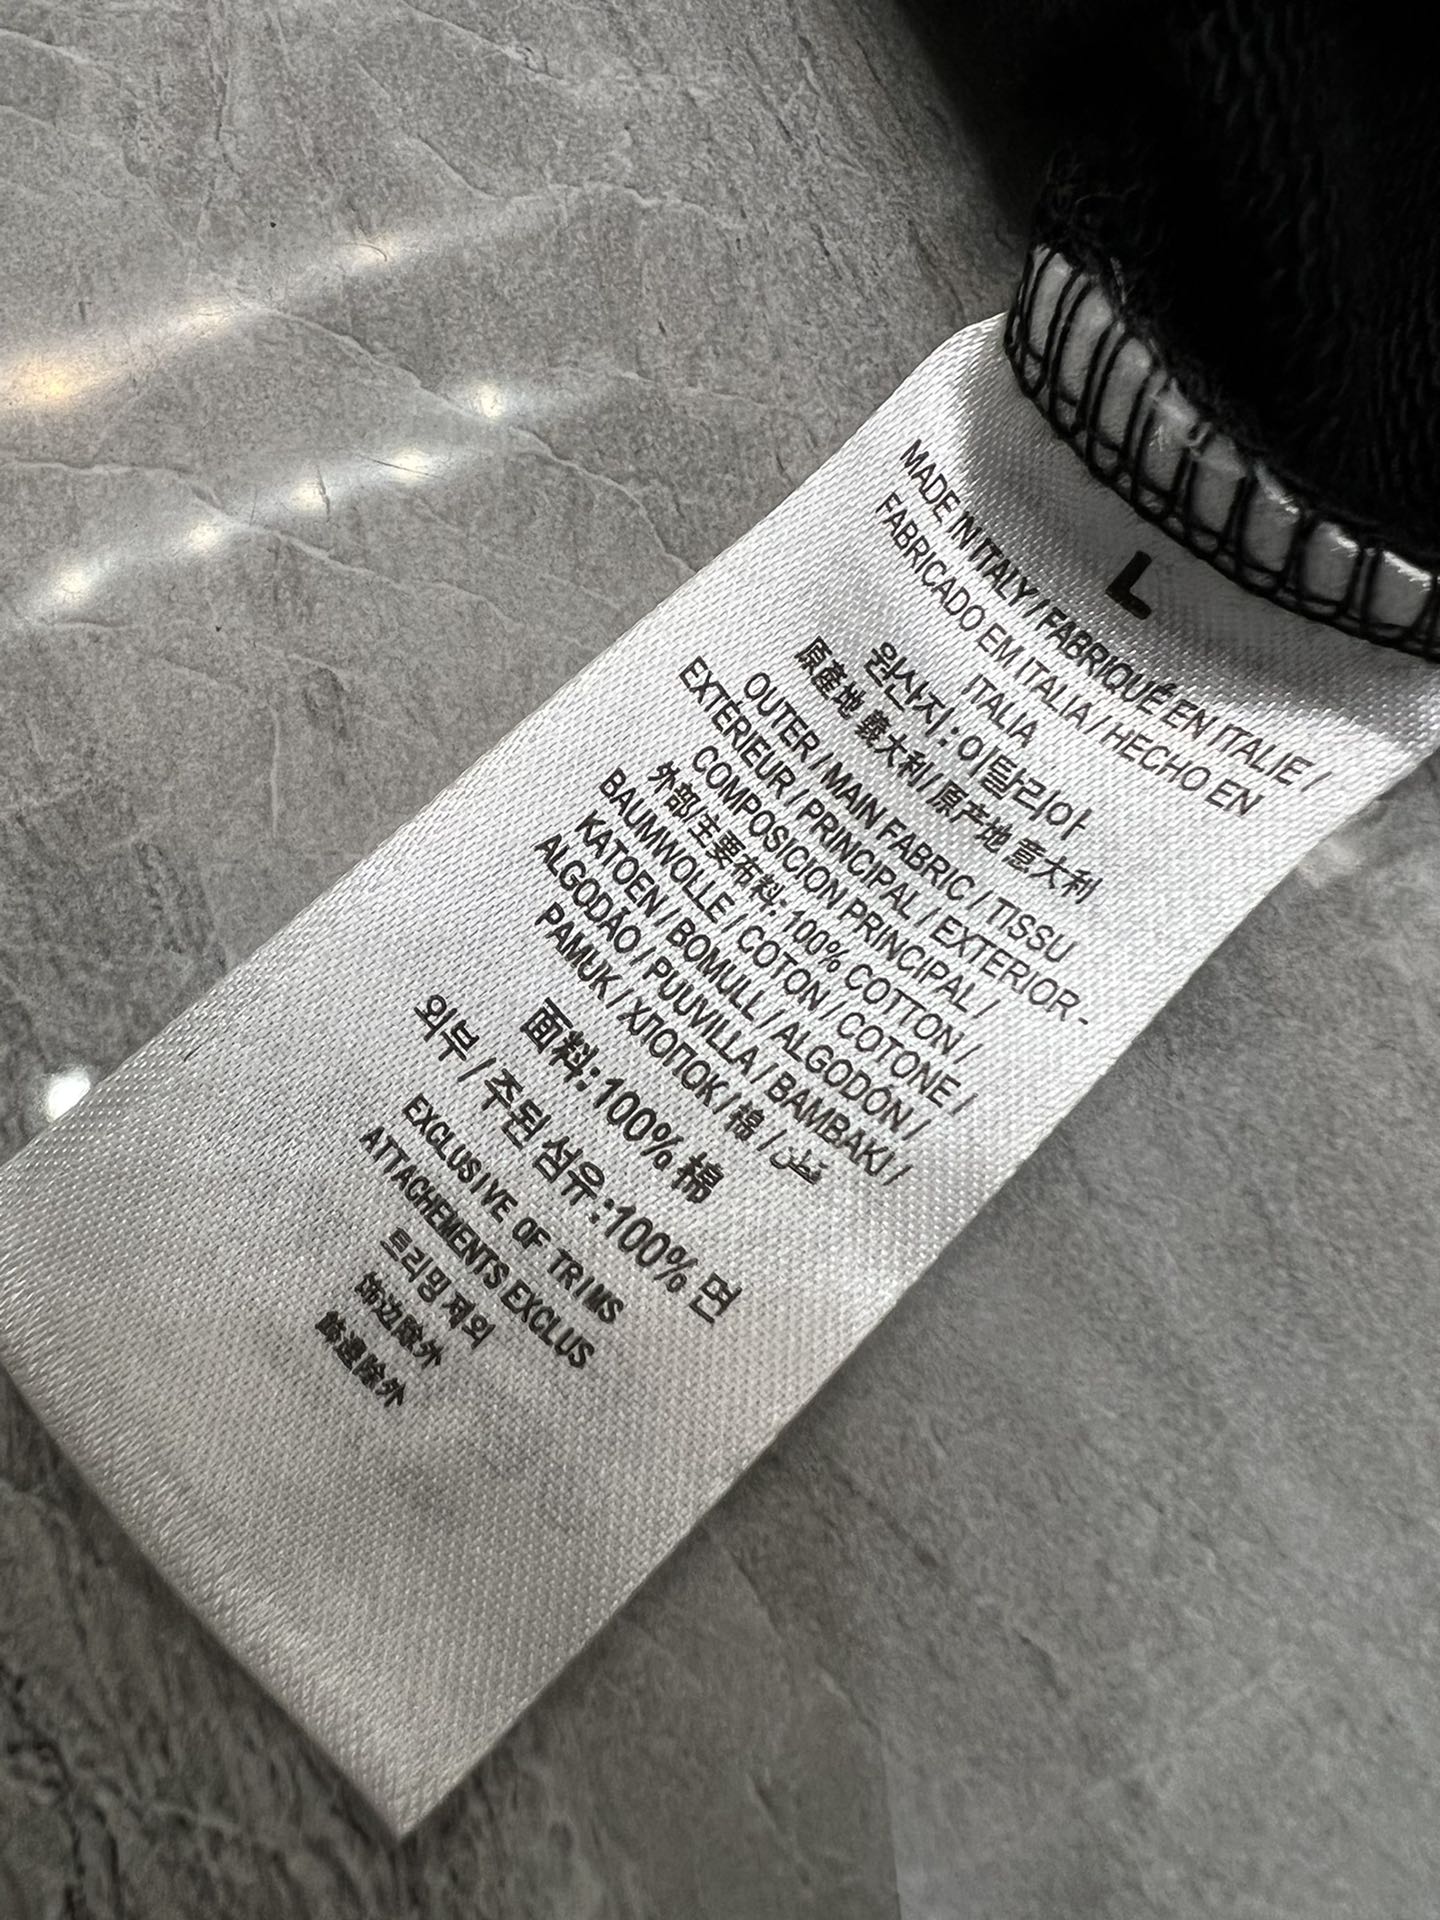 L
MADE IN ITALY / FABRIQUÉ EN ITALIE /
FABRICADO EM ITALIA / HECHO EN
ITALIA
원산지 : 이탈리아
原產地 義大利 / 原产地 意大利
OUTER / MAIN FABRIC / TISSU
EXTÉRIEUR / PRINCIPAL / EXTERIOR -
COMPOSICION PRINCIPAL /
外部主要布料: 100% COTTON /
BAUMWOLLE / COTON / COTONE /
KATOEN / BOMULL / ALGODÓN /
ALGODÃO / PUUVILLA / BAMBAKI /
PAMUK / ХЛОПОК / 棉 / قطن
面料: 100% 棉
외부 / 주된 섬유 :100% 면
EXCLUSIVE OF TRIMS
ATTACHEMENTS EXCLUS
트리밍 제외
饰边除外
飾邊除外